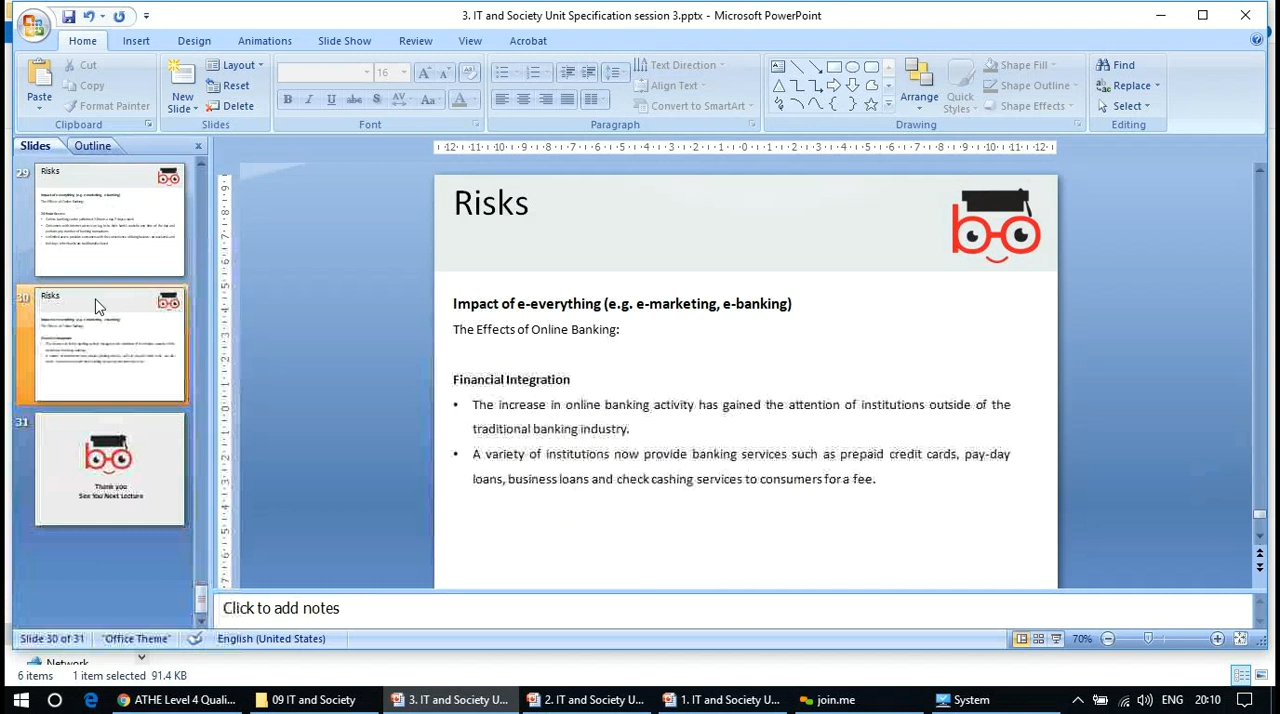 3. IT and Society Unit Specification session 3.pptx - Microsoft PowerPoint
Home Insert Design Animations Slide Show Review View Acrobat
Paste
Cut
Copy
Format Painter
Clipboard
New
Slide
Layout
Reset
Delete
Slides
16
Font
Text Direction
Align Text
Convert to SmartArt
Paragraph
Arrange
Quick
Styles
Shape Fill
Shape Outline
Shape Effects
Drawing
Find
Replace
Select
Editing
Slides Outline
29
Risks
30
Risks
31
Thank you
See You Next Lecture
Risks
Impact of e-everything (e.g. e-marketing, e-banking)
The Effects of Online Banking:
Financial Integration
• The increase in online banking activity has gained the attention of institutions outside of the
traditional banking industry.
• A variety of institutions now provide banking services such as prepaid credit cards, pay-day
loans, business loans and check cashing services to consumers for a fee.
Click to add notes
Slide 30 of 31 "Office Theme" English (United States) 70%
Network
6 items 1 item selected 91.4 KB
ATHE Level 4 Quali... 09 IT and Society 3. IT and Society U... 2. IT and Society U... 1. IT and Society U... join.me System ENG 20:10